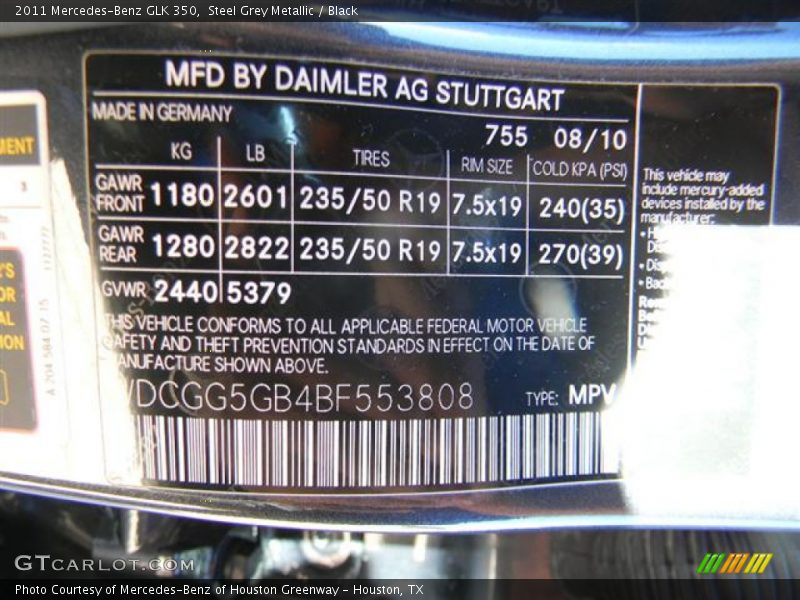 2011 Mercedes-Benz GLK 350, Steel Grey Metallic / Black
MFD BY DAIMLER AG STUTTGART
MADE IN GERMANY
755 08/10
KG LB TIRES RIM SIZE COLD KPA (PSI)
GAWR FRONT 1180 2601 235/50 R19 7.5x19 240(35)
GAWR REAR 1280 2822 235/50 R19 7.5x19 270(39)
GVWR 2440 5379
THIS VEHICLE CONFORMS TO ALL APPLICABLE FEDERAL MOTOR VEHICLE
SAFETY AND THEFT PREVENTION STANDARDS IN EFFECT ON THE DATE OF
MANUFACTURE SHOWN ABOVE.
WDCGG5GB4BF553808 TYPE: MPV
This vehicle may
include mercury-added
devices installed by the
manufacturer:
A 204 584 07 15
GTCARLOT.COM
Photo Courtesy of Mercedes-Benz of Houston Greenway - Houston, TX